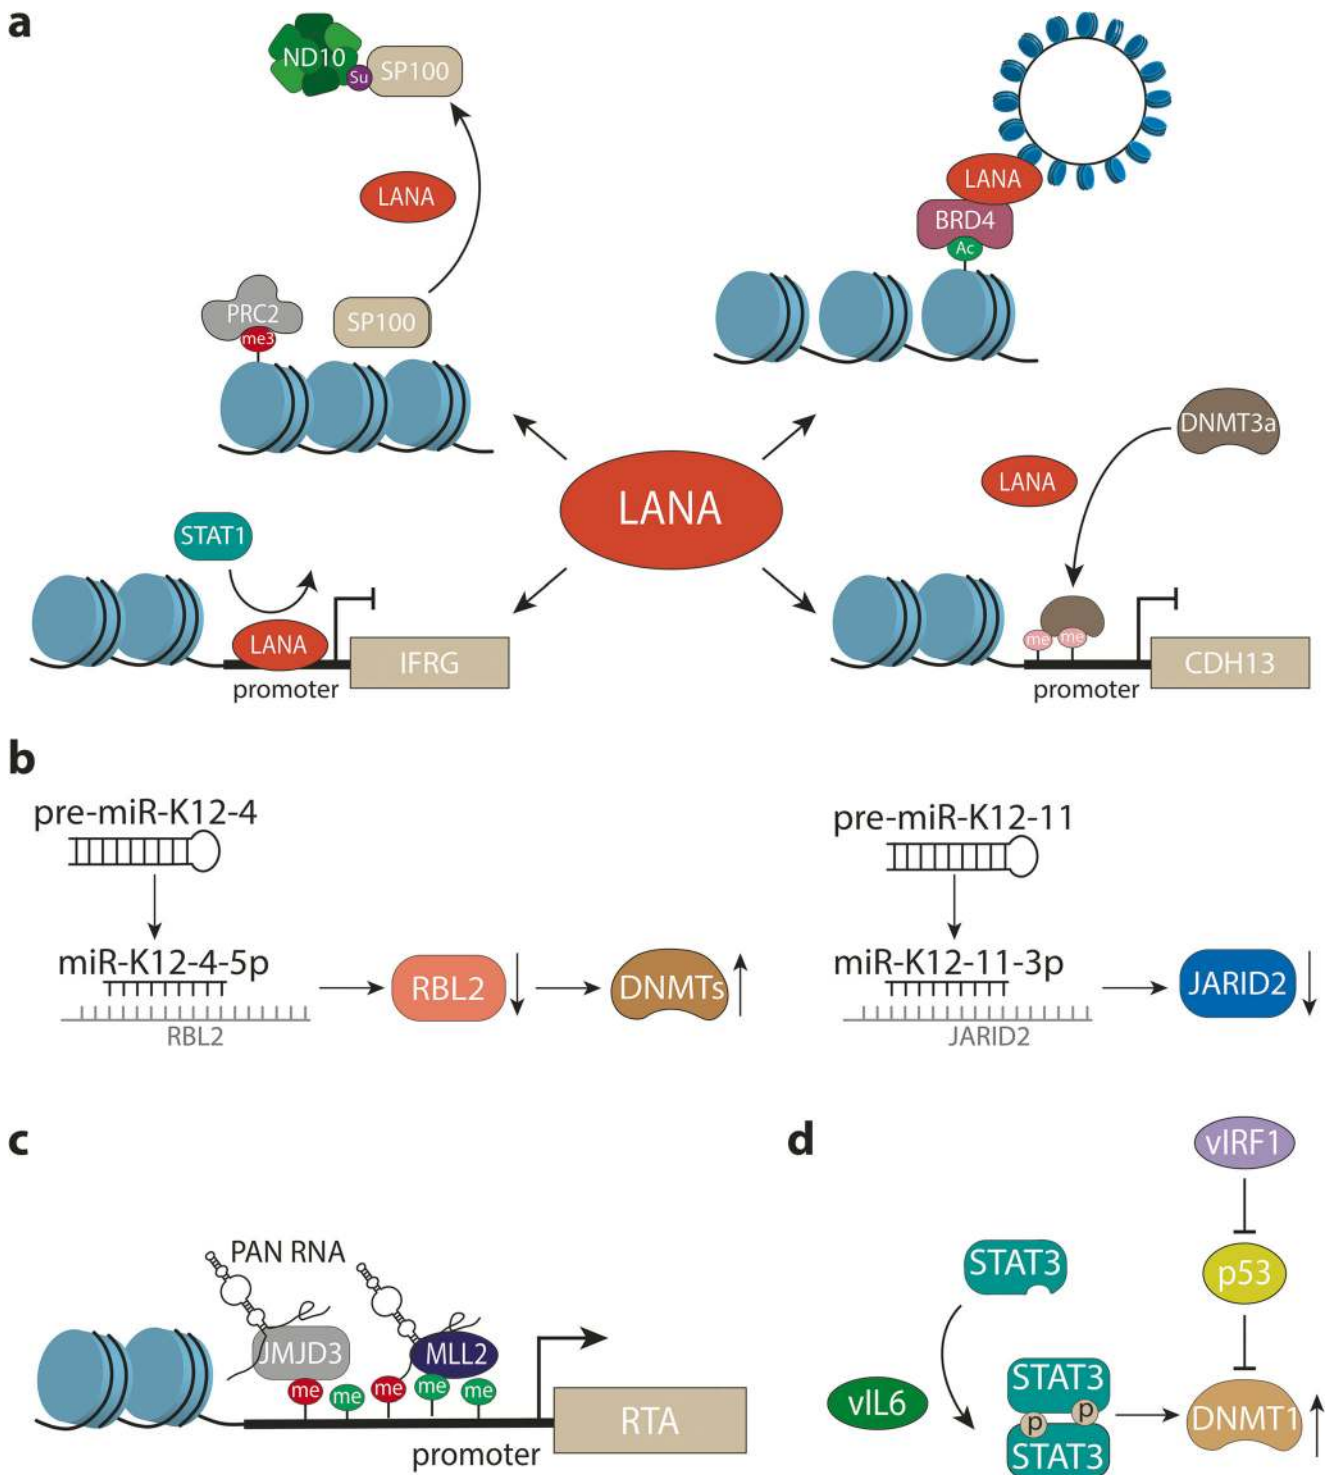 a
ND10
Su
SP100
LANA
PRC2
me3
SP100
LANA
BRD4
Ac
DNMT3a
LANA
LANA
STAT1
LANA
IFRG
promoter
me
me
CDH13
promoter
b
pre-miR-K12-4
miR-K12-4-5p
RBL2
RBL2
DNMTs
pre-miR-K12-11
miR-K12-11-3p
JARID2
JARID2
c
PAN RNA
JMJD3
MLL2
me
me
me
me
me
RTA
promoter
d
vIRF1
STAT3
p53
vIL6
STAT3
p
p
STAT3
DNMT1